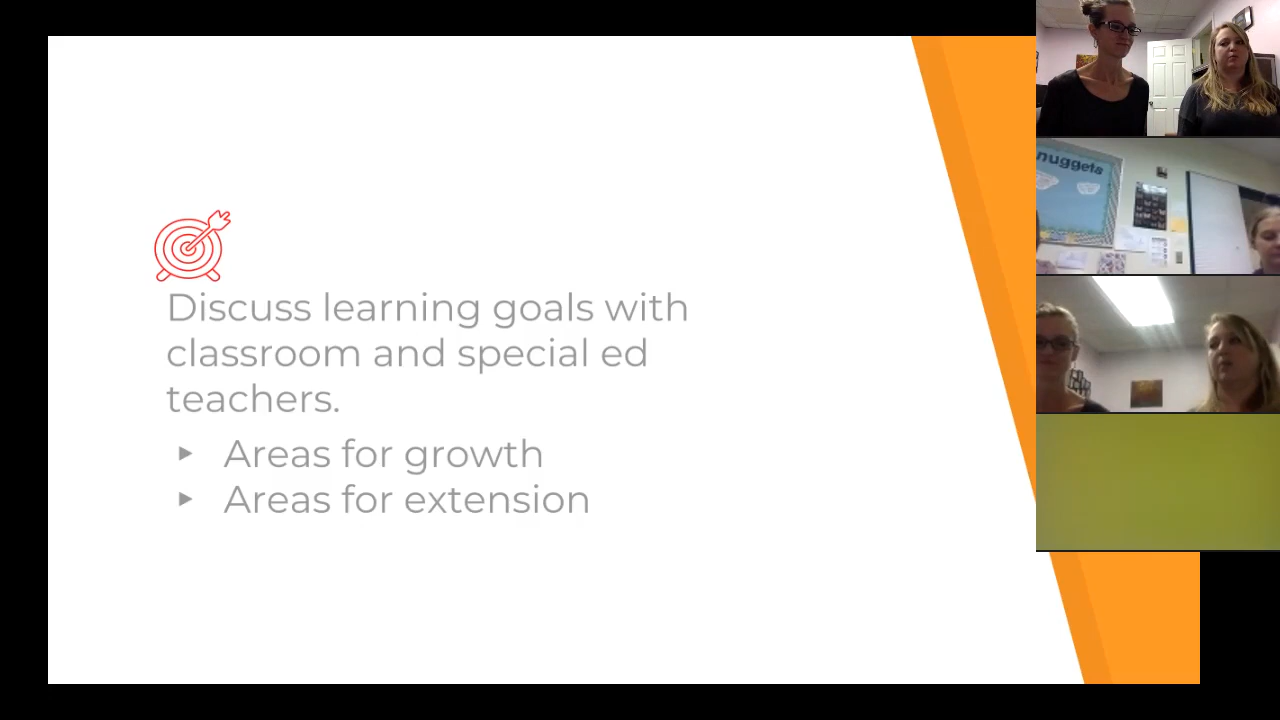 Discuss learning goals with
classroom and special ed
teachers.
▸ Areas for growth
▸ Areas for extension
nuggets